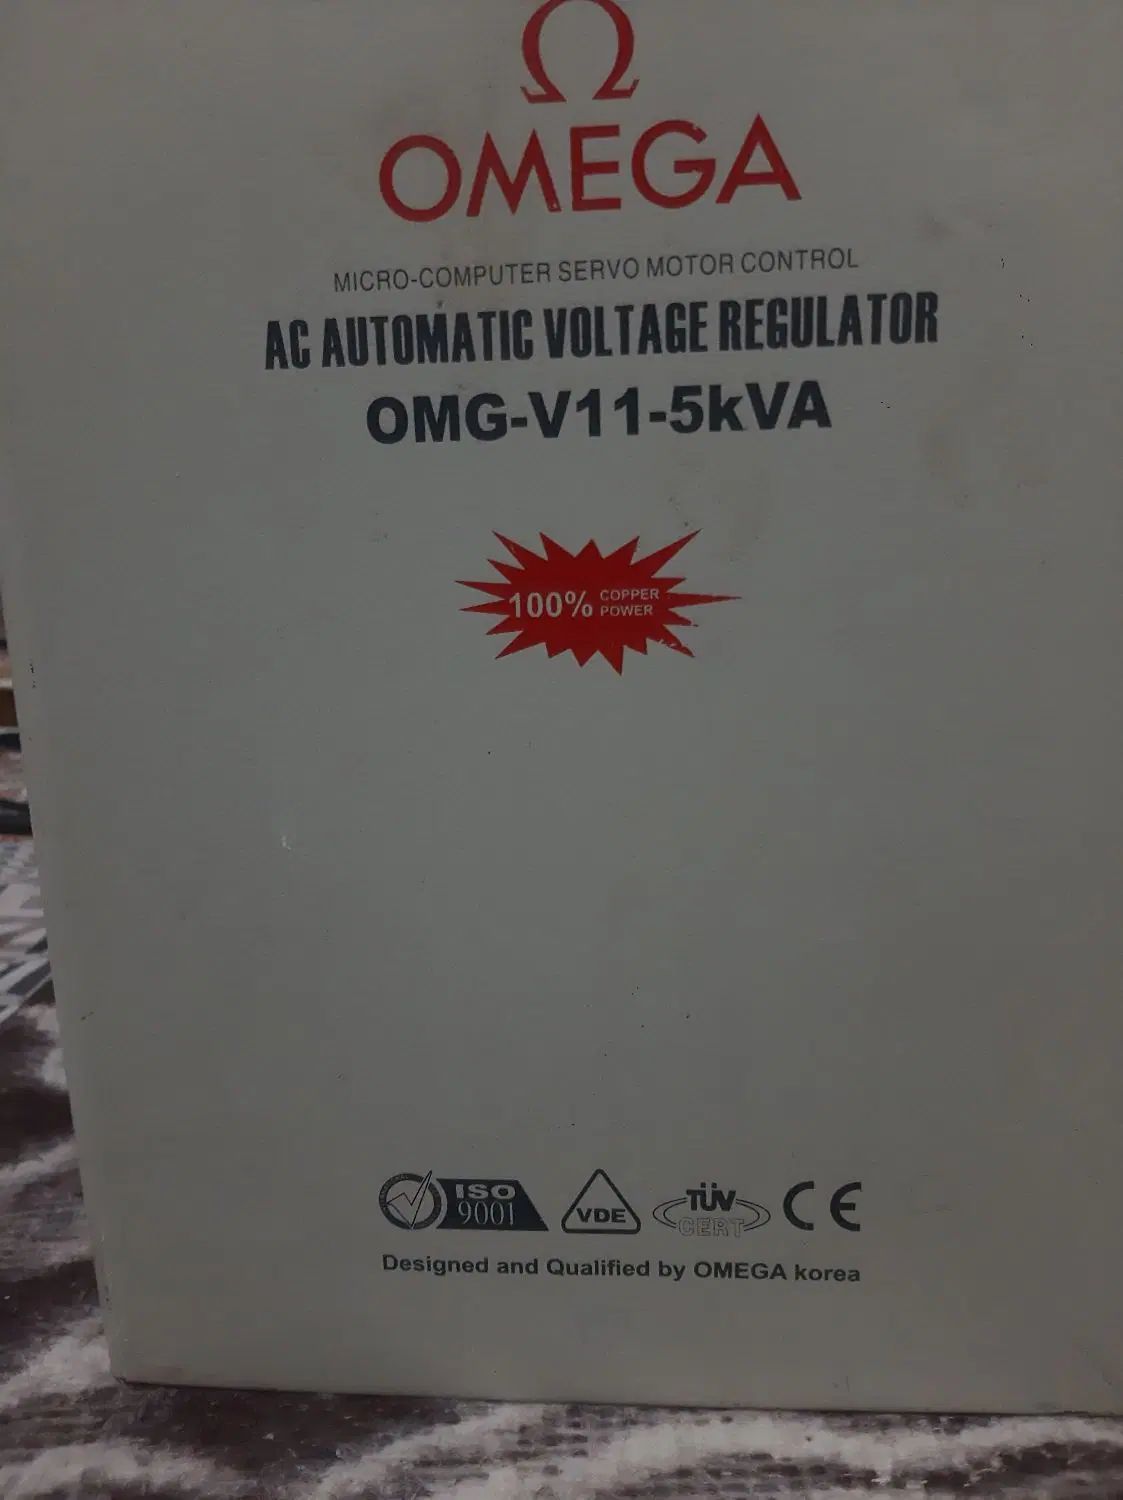 Ω
OMEGA
MICRO-COMPUTER SERVO MOTOR CONTROL
AC AUTOMATIC VOLTAGE REGULATOR
OMG-V11-5kVA
100% COPPER
POWER
ISO
9001
VDE
TÜV
CERT
CE
Designed and Qualified by OMEGA korea